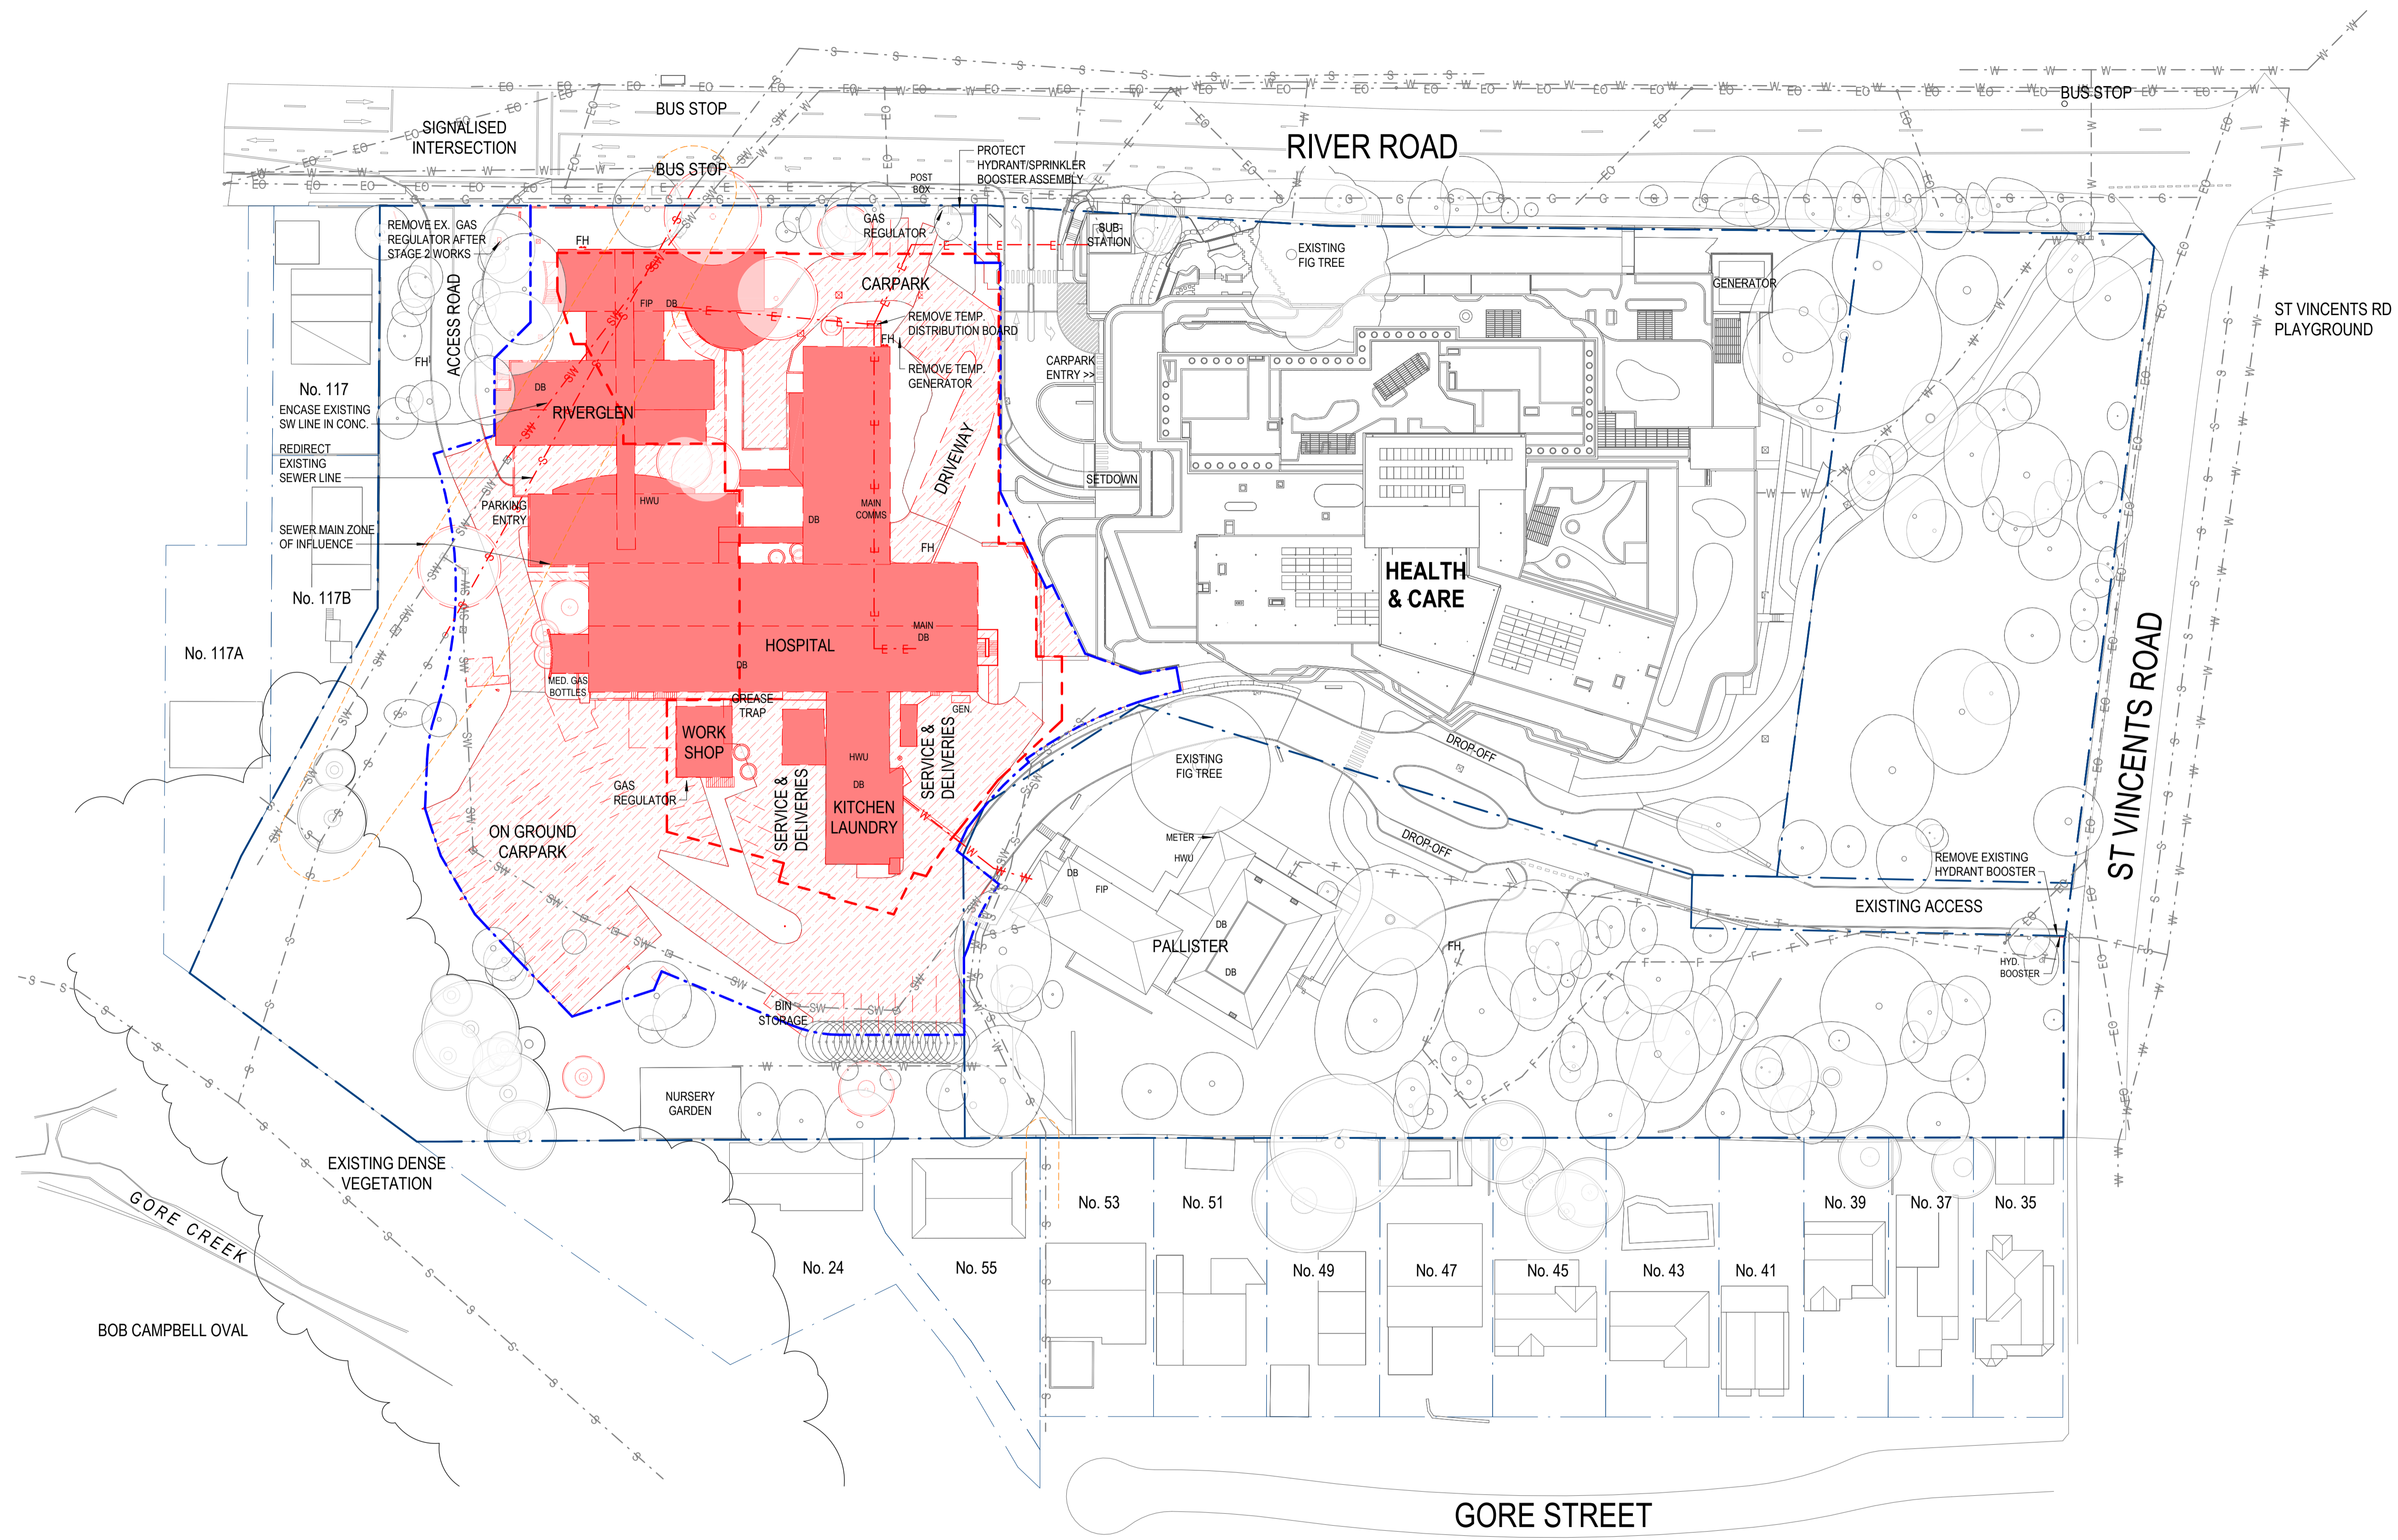 BUS STOP
BUS STOP
SIGNALISED
INTERSECTION
BUS STOP
RIVER ROAD
PROTECT
HYDRANT/SPRINKLER
BOOSTER ASSEMBLY
POST
BOX
GAS
REGULATOR
REMOVE EX. GAS
REGULATOR AFTER
STAGE 2 WORKS
FH
SUB-
STATION
EXISTING
FIG TREE
CARPARK
GENERATOR
ACCESS ROAD
FIP
DB
REMOVE TEMP.
DISTRIBUTION BOARD
FH
REMOVE TEMP.
GENERATOR
ST VINCENTS RD
PLAYGROUND
FH
CARPARK
ENTRY >>
No. 117
DB
RIVERGLEN
ENCASE EXISTING
SW LINE IN CONC.
REDIRECT
EXISTING
SEWER LINE
DRIVEWAY
SETDOWN
PARKING
ENTRY
HWU
MAIN
COMMS
DB
SEWER MAIN ZONE
OF INFLUENCE
FH
HEALTH
& CARE
No. 117B
MAIN
DB
HOSPITAL
No. 117A
DB
MED. GAS
BOTTLES
GREASE
TRAP
GEN.
WORK
SHOP
SERVICE &
DELIVERIES
ST VINCENTS ROAD
DROP-OFF
EXISTING
FIG TREE
HWU
DB
GAS
REGULATOR
SERVICE &
DELIVERIES
KITCHEN
LAUNDRY
ON GROUND
CARPARK
METER
HWU
DROP-OFF
DB
FIP
REMOVE EXISTING
HYDRANT BOOSTER
EXISTING ACCESS
DB
PALLISTER
FH
DB
HYD.
BOOSTER
BIN
STORAGE
NURSERY
GARDEN
EXISTING DENSE
VEGETATION
GORE CREEK
No. 53
No. 51
No. 39
No. 37
No. 35
No. 24
No. 55
No. 49
No. 47
No. 45
No. 43
No. 41
BOB CAMPBELL OVAL
GORE STREET